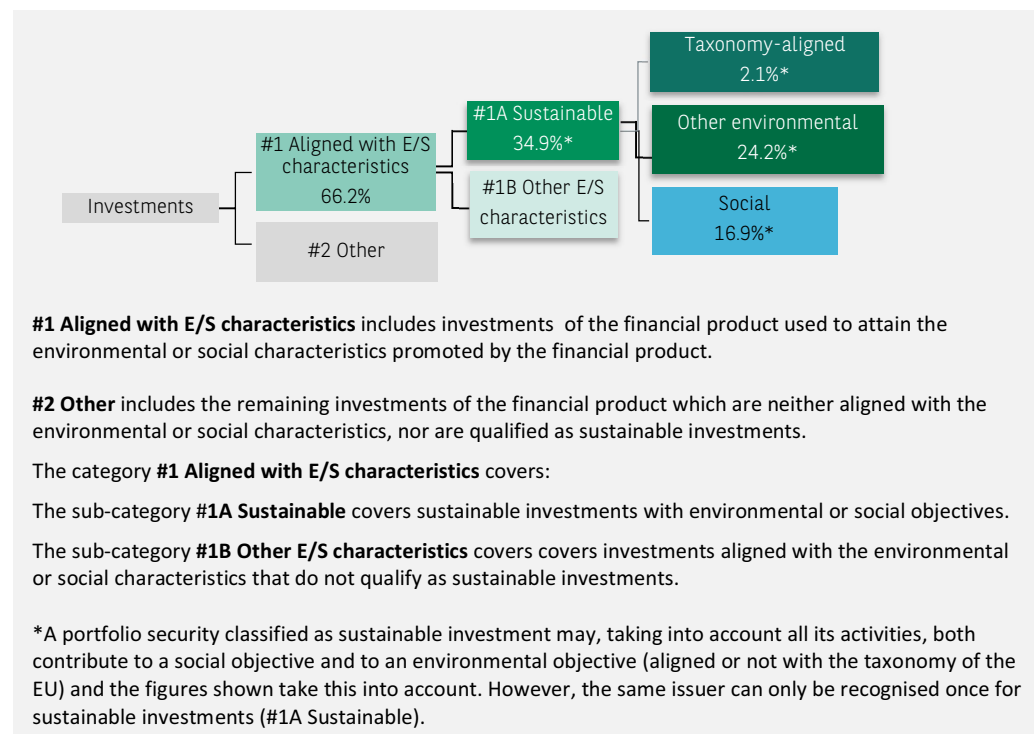 Taxonomy-aligned
2.1%*
#1A Sustainable
34.9%*
Other environmental
24.2%*
#1 Aligned with E/S
characteristics
66.2%
#1B Other E/S
characteristics
Investments
Social
16.9%*
#2 Other
#1 Aligned with E/S characteristics includes investments of the financial product used to attain the
environmental or social characteristics promoted by the financial product.
#2 Other includes the remaining investments of the financial product which are neither aligned with the
environmental or social characteristics, nor are qualified as sustainable investments.
The category #1 Aligned with E/S characteristics covers:
The sub-category #1A Sustainable covers sustainable investments with environmental or social objectives.
The sub-category #1B Other E/S characteristics covers covers investments aligned with the environmental
or social characteristics that do not qualify as sustainable investments.
*A portfolio security classified as sustainable investment may, taking into account all its activities, both
contribute to a social objective and to an environmental objective (aligned or not with the taxonomy of the
EU) and the figures shown take this into account. However, the same issuer can only be recognised once for
sustainable investments (#1A Sustainable).